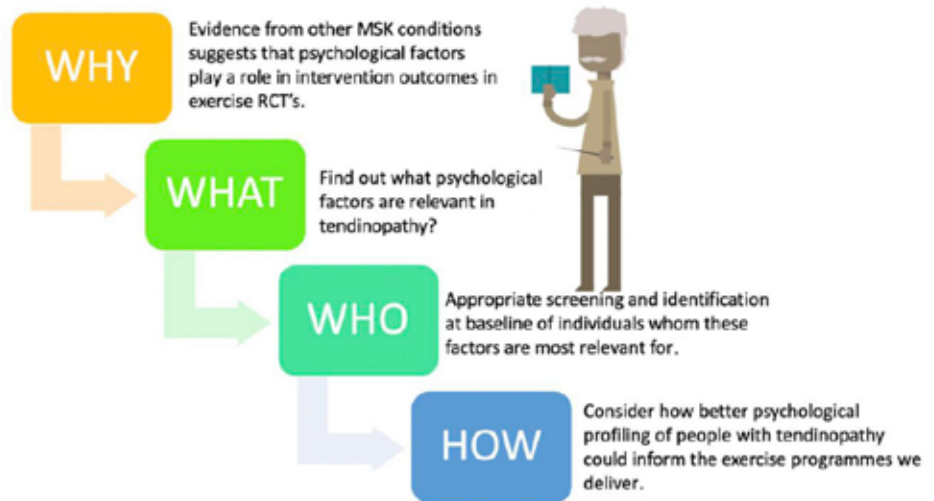 WHY
Evidence from other MSK conditions
suggests that psychological factors
play a role in intervention outcomes in
exercise RCT's.
WHAT
Find out what psychological
factors are relevant in
tendinopathy?
WHO
Appropriate screening and identification
at baseline of individuals whom these
factors are most relevant for.
HOW
Consider how better psychological
profiling of people with tendinopathy
could inform the exercise programmes we
deliver.